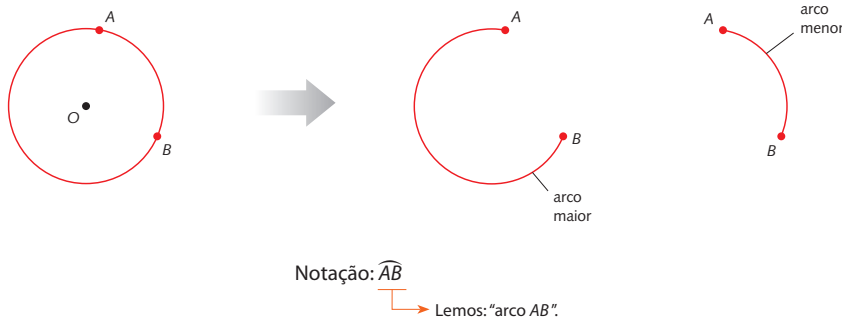 A
O
B
A
B
arco
maior
A
arco
menor
B
Notação: AB
Lemos: “arco AB”.